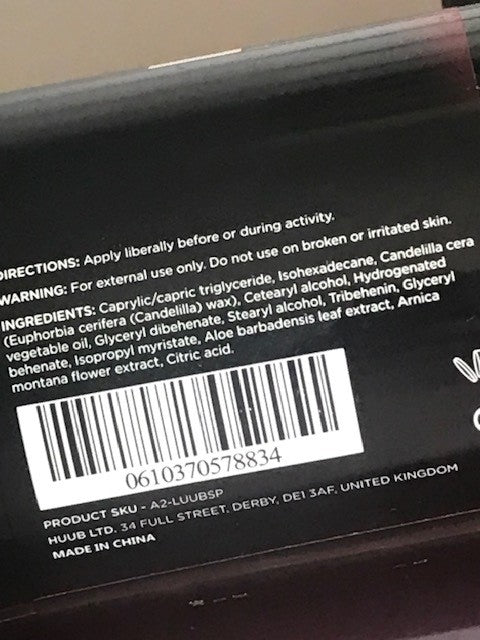 DIRECTIONS: Apply liberally before or during activity.
WARNING: For external use only. Do not use on broken or irritated skin.
INGREDIENTS: Caprylic/capric triglyceride, Isohexadecane, Candelilla cera
(Euphorbia cerifera (Candelilla) wax), Cetearyl alcohol, Hydrogenated
vegetable oil, Glyceryl dibehenate, Stearyl alcohol, Tribehenin, Glyceryl
behenate, Isopropyl myristate, Aloe barbadensis leaf extract, Arnica
montana flower extract, Citric acid.
0610370578834
PRODUCT SKU - A2-LUUBSP
HUUB LTD. 34 FULL STREET, DERBY, DE1 3AF, UNITED KINGDOM
MADE IN CHINA